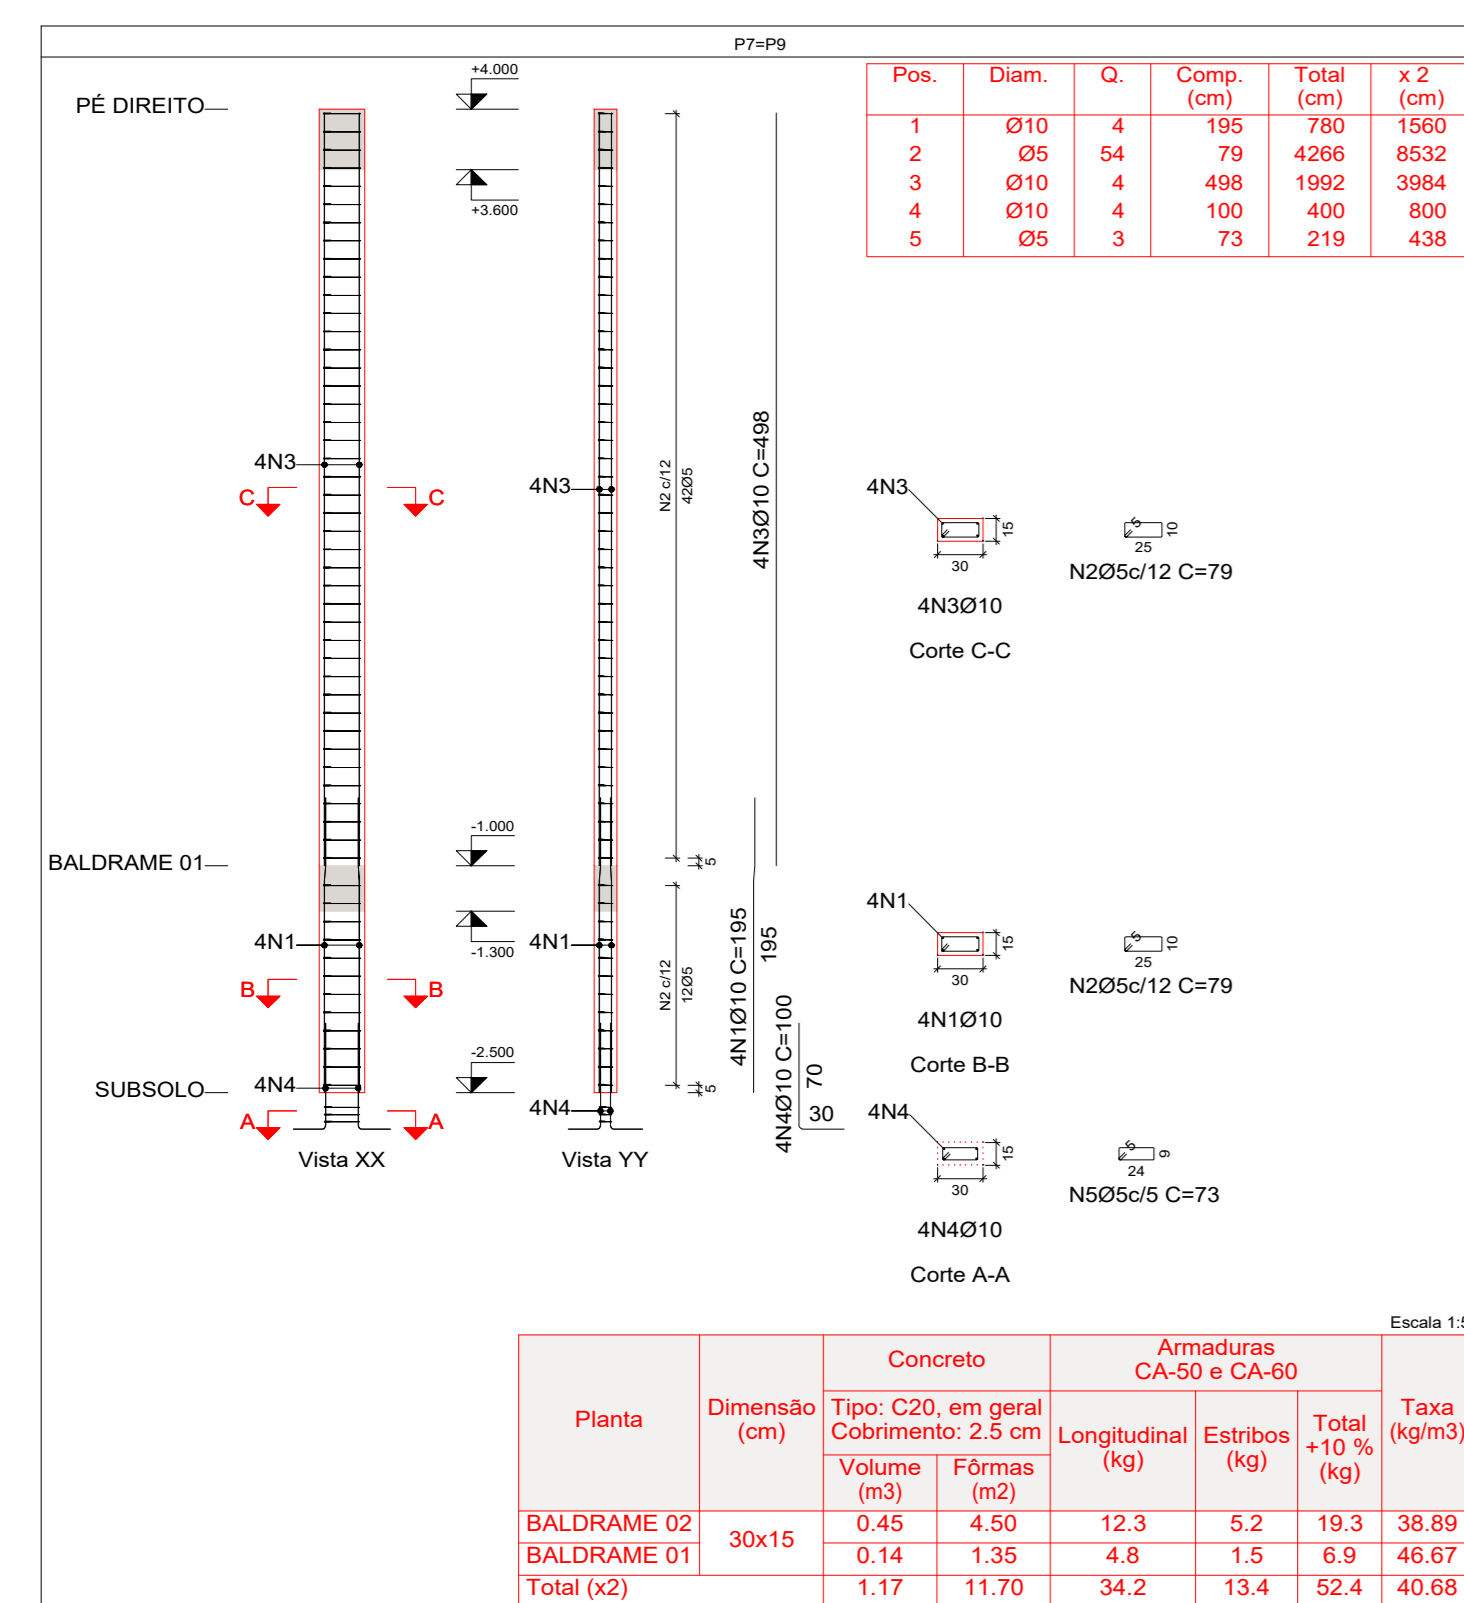 P7=P9
Pos. Diam. Q. Comp. (cm) Total (cm) x 2 (cm)
1 Ø10 4 195 780 1560
2 Ø5 54 79 4266 8532
3 Ø10 4 498 1992 3984
4 Ø10 4 100 400 800
5 Ø5 3 73 219 438
PÉ DIREITO
+4.000
+3.600
4N3
C C
4N3
N2 c/12
42Ø5
4N3Ø10 C=498
4N3
15
30
4N3Ø10
Corte C-C
5
25
10
N2Ø5c/12 C=79
BALDRAME 01
-1.000
-1.300
5
4N1
B B
4N1
N2 c/12
12Ø5
4N1Ø10 C=195
195
4N1
15
30
4N1Ø10
Corte B-B
5
25
10
N2Ø5c/12 C=79
SUBSOLO
-2.500
5
4N4
A A
4N4
4N4Ø10 C=100
70
30
Vista XX
Vista YY
4N4
15
30
4N4Ø10
Corte A-A
5
24
9
N5Ø5c/5 C=73
Planta
Dimensão
(cm)
Concreto
Tipo: C20, em geral
Cobrimento: 2.5 cm
Volume
(m3)
Fôrmas
(m2)
Armaduras
CA-50 e CA-60
Longitudinal
(kg)
Estribos
(kg)
Total
+10 %
(kg)
Taxa
(kg/m3)
BALDRAME 02 30x15 0.45 4.50 12.3 5.2 19.3 38.89
BALDRAME 01 0.14 1.35 4.8 1.5 6.9 46.67
Total (x2) 1.17 11.70 34.2 13.4 52.4 40.68